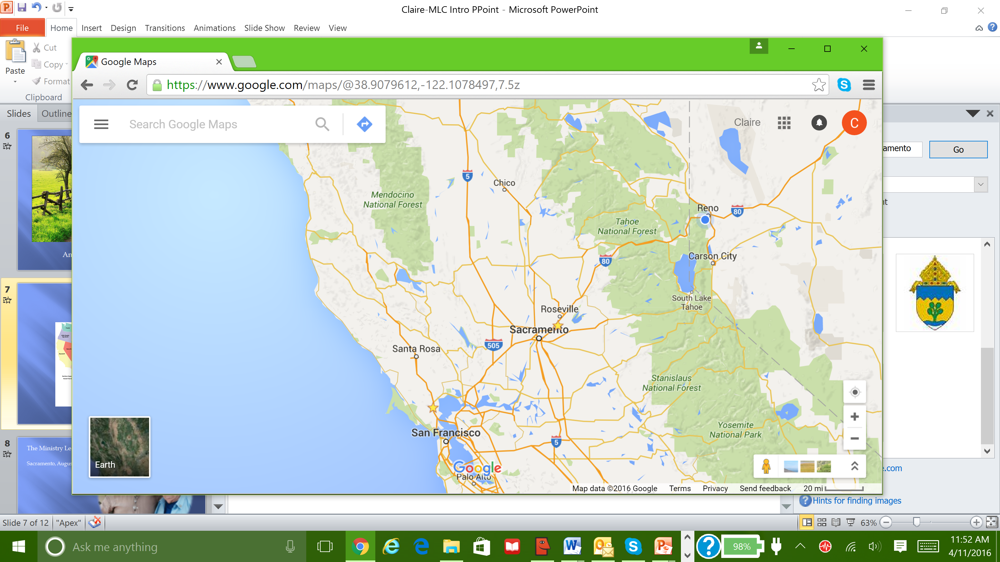 Claire-MLC Intro PPoint - Microsoft PowerPoint
File Home Insert Design Transitions Animations Slide Show Review View
Paste
Cut
Copy
Format
Clipboard
Slides Outline
Google Maps
https://www.google.com/maps/@38.9079612,-122.1078497,7.5z
Search Google Maps
Claire
C
amento
Go
6
An
7
8
The Ministry Le
Sacramento, Augus
5
Chico
Mendocino
National Forest
Reno
80
Tahoe
National Forest
80
Carson City
South Lake
Tahoe
Roseville
Sacramento
505
Santa Rosa
Stanislaus
National Forest
Yosemite
National Park
San Francisco
5
Google
Palo Alto
Earth
Map data ©2016 Google Terms Privacy Send feedback 20 mi
Hints for finding images
Slide 7 of 12 "Apex" 63%
Ask me anything
98%
11:52 AM
4/11/2016